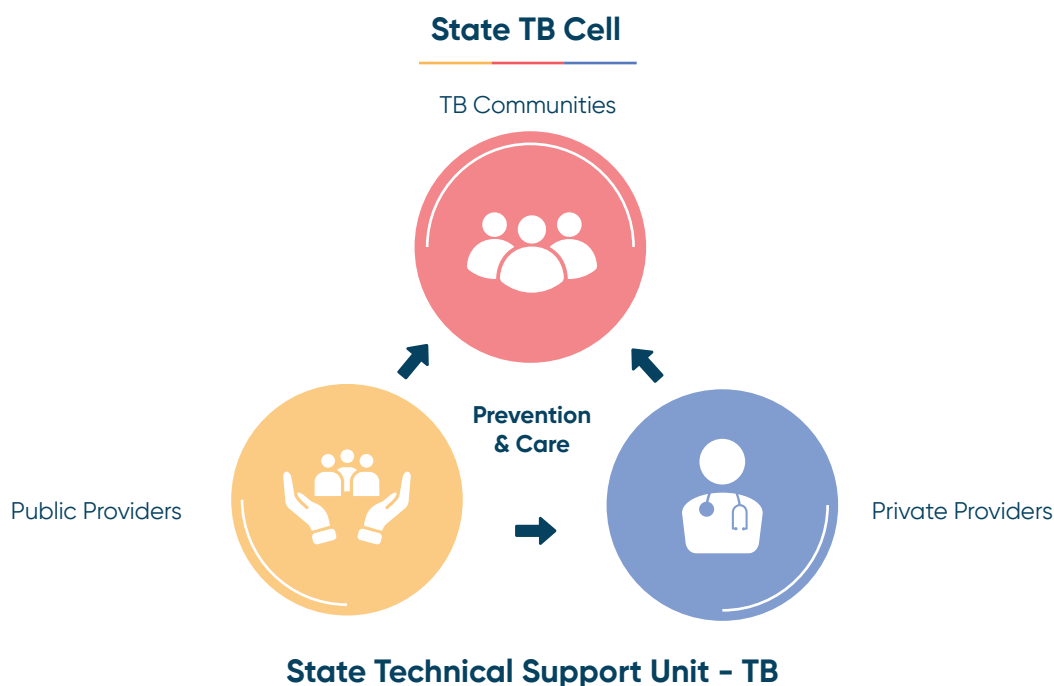 State TB Cell
TB Communities
Prevention
& Care
Public Providers
Private Providers
State Technical Support Unit - TB